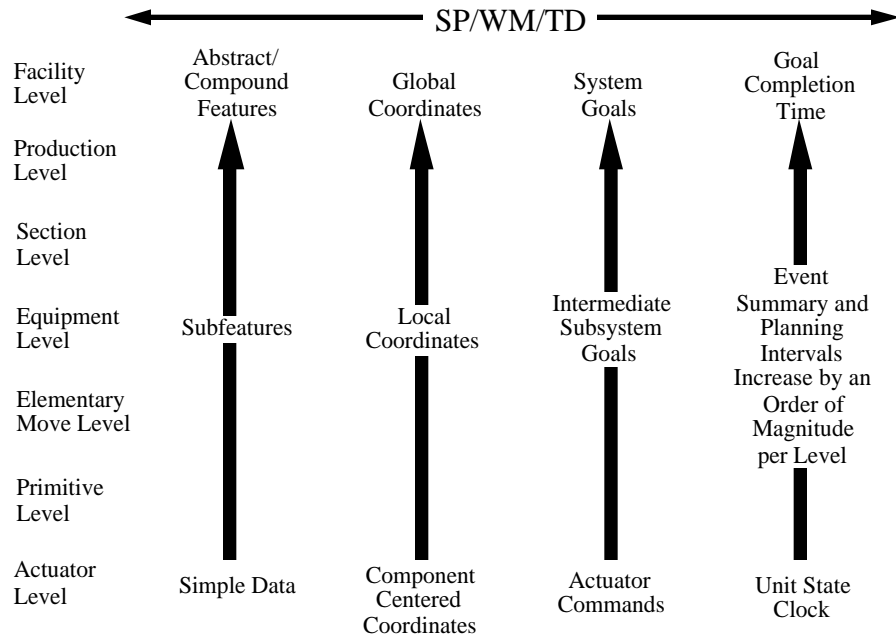 SP/WM/TD
Facility
Level
Abstract/
Compound
Features
Global
Coordinates
System
Goals
Goal
Completion
Time
Production
Level
Section
Level
Equipment
Level
Subfeatures
Local
Coordinates
Intermediate
Subsystem
Goals
Event
Summary and
Planning
Intervals
Increase by an
Order of
Magnitude
per Level
Elementary
Move Level
Primitive
Level
Actuator
Level
Simple Data
Component
Centered
Coordinates
Actuator
Commands
Unit State
Clock